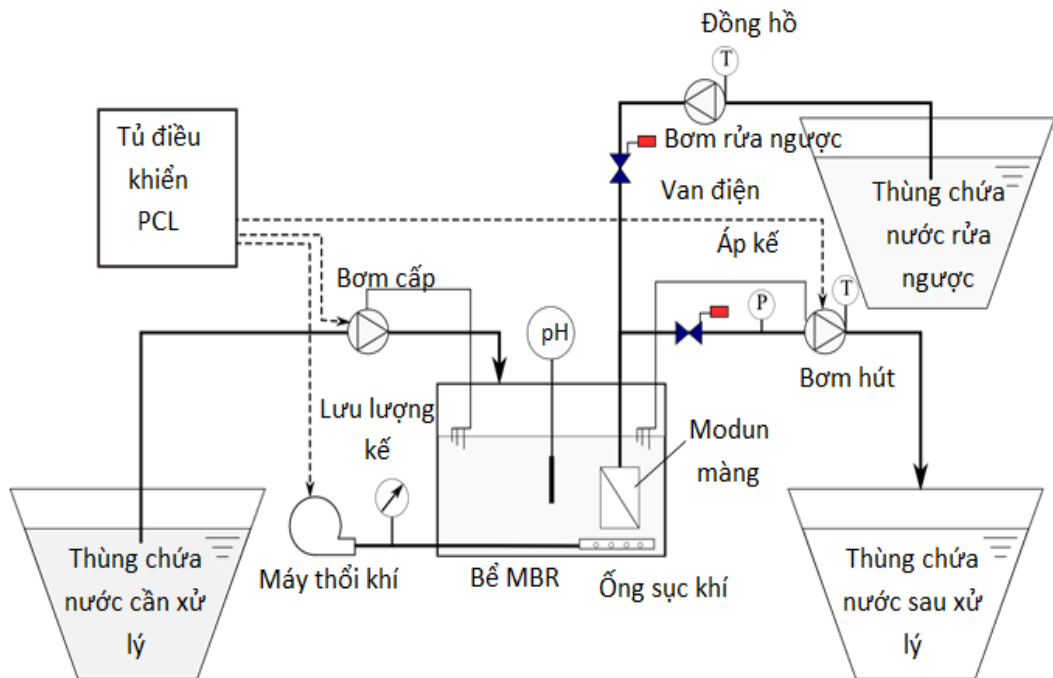 Đồng hồ
T
Tủ điều
khiển
PCL
Bơm rửa ngược
Van điện
Thùng chứa
nước rửa
ngược
Áp kế
Bơm cấp
P
T
pH
Bơm hút
Lưu lượng
kế
Modun
màng
Thùng chứa
nước cần xử
lý
Máy thổi khí
Bể MBR
Ống sục khí
Thùng chứa
nước sau xử
lý